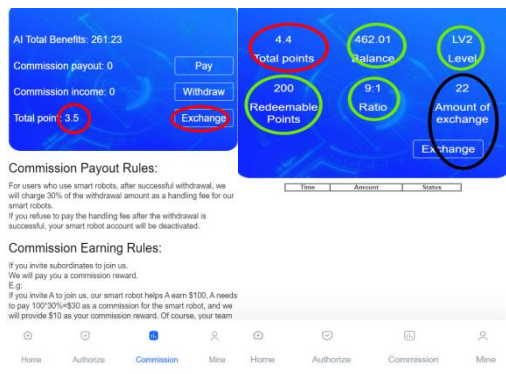 AI Total Benefits: 261.23
Commission payout: 0
Pay
Commission income: 0
Withdraw
Total point: 3.5
Exchange
Commission Payout Rules:
For users who use smart robots, after successful withdrawal, we
will charge 30% of the withdrawal amount as a handling fee for our
smart robots.
If you refuse to pay the handling fee after the withdrawal is
successful, your smart robot account will be deactivated.
Commission Earning Rules:
If you invite subordinates to join us.
We will pay you a commission reward.
E.g:
If you invite A to join us, our smart robot helps A earn $100, A needs
to pay 100*30%=$30 as a commission for the smart robot, and we
will provide $10 as your commission reward. Of course, your team
Home
Authorize
Commission
Mine
4.4
Total points
462.01
Balance
LV2
Level
200
Redeemable
Points
9:1
Ratio
22
Amount of
exchange
Exchange
Time
Amount
Status
Home
Authorize
Commission
Mine